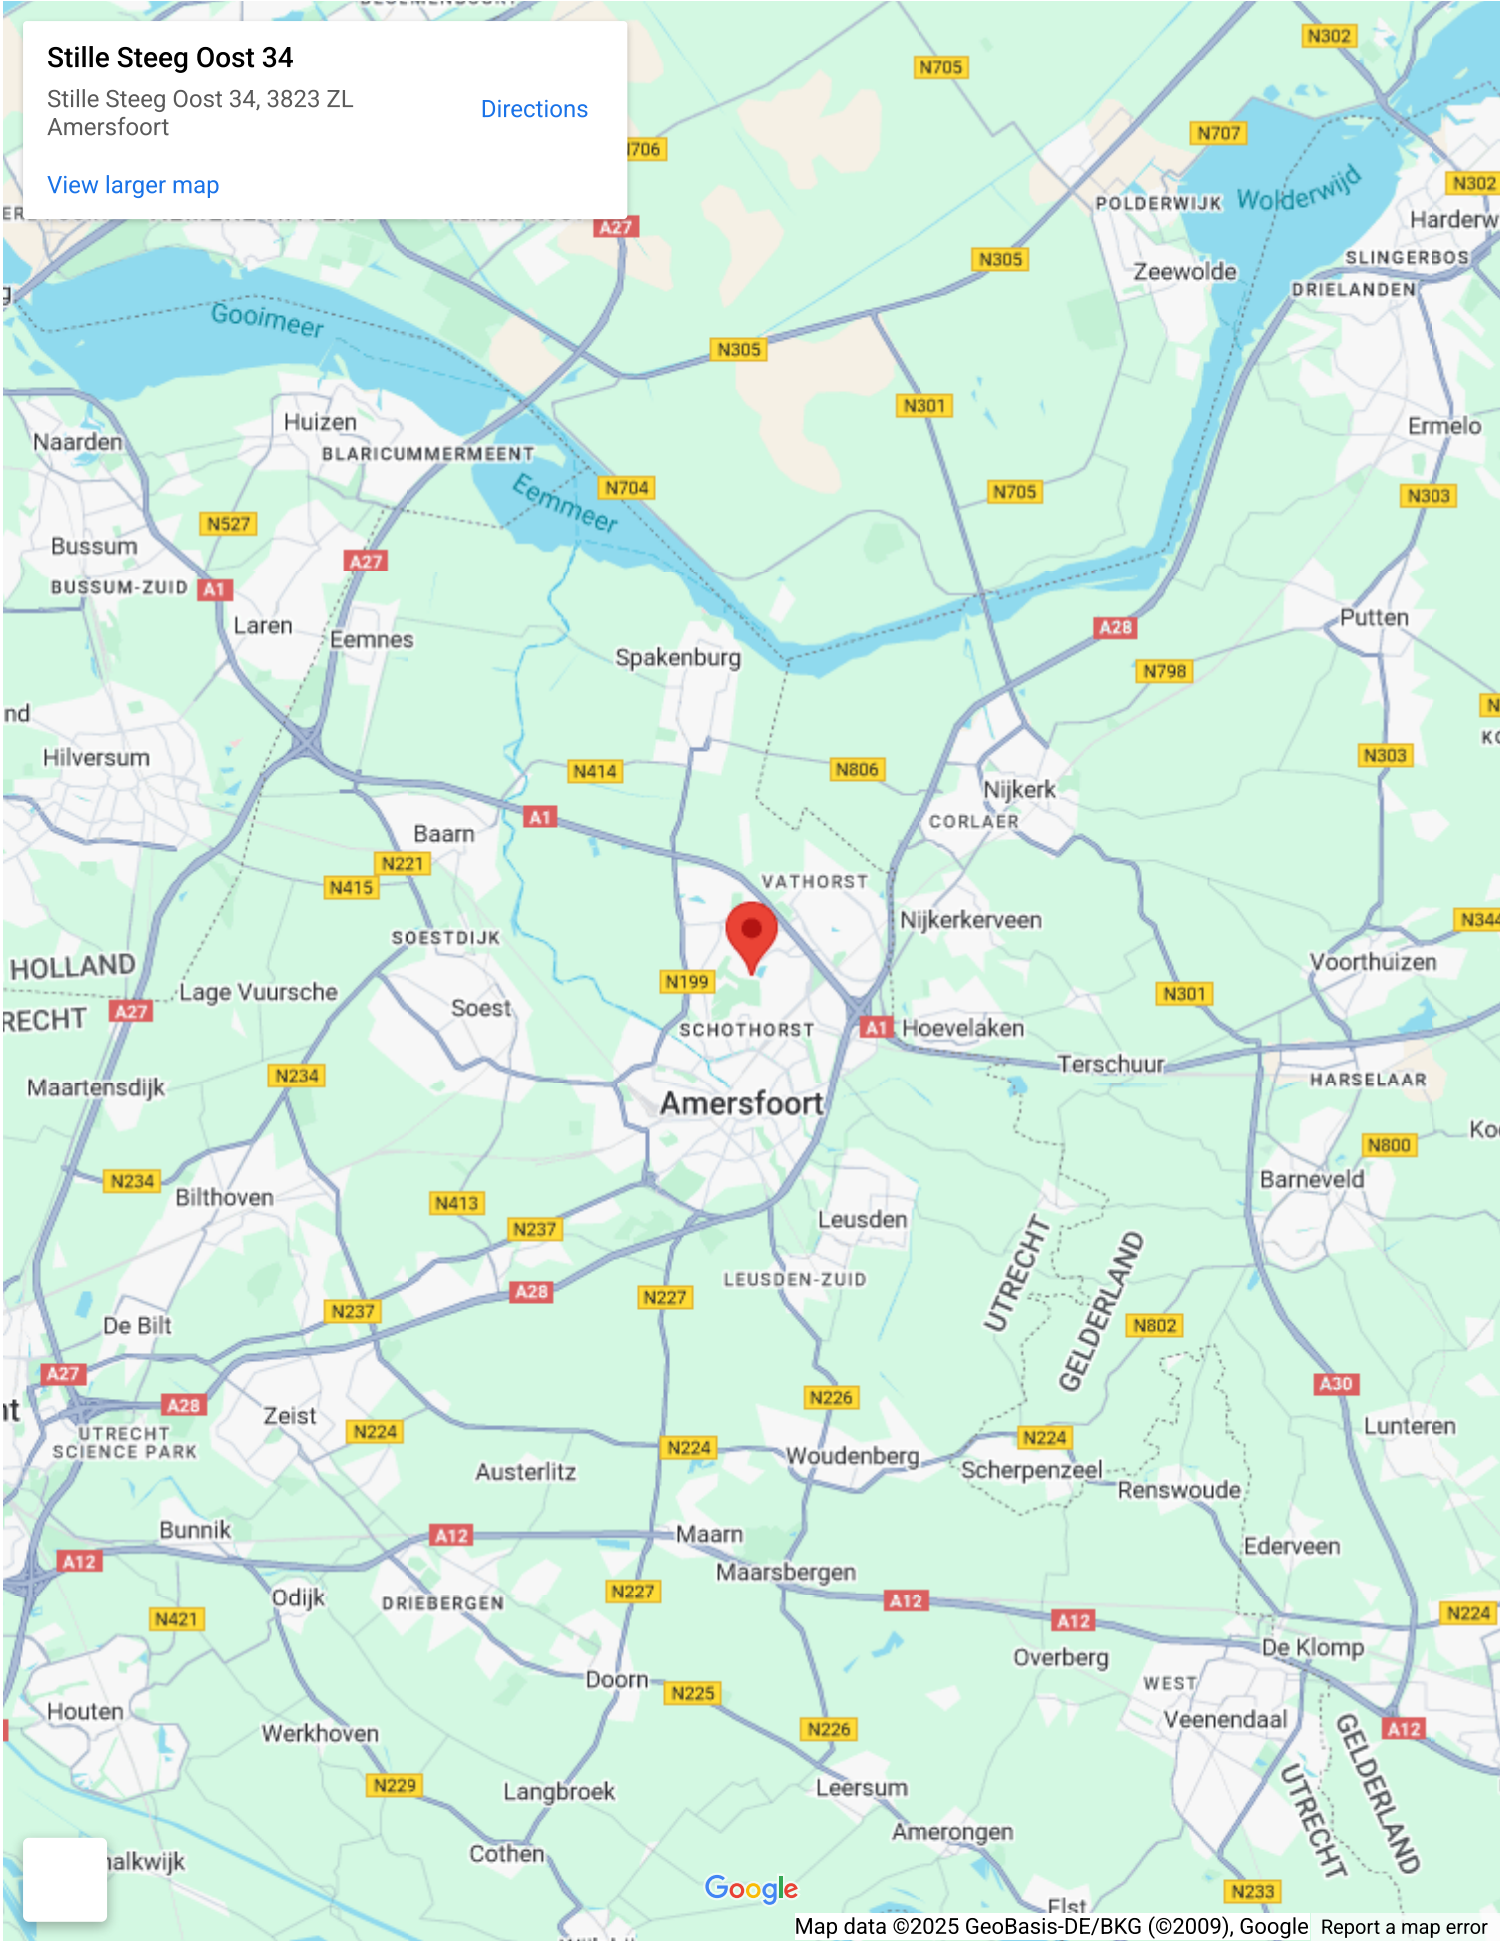 Stille Steeg Oost 34
Stille Steeg Oost 34, 3823 ZL
Amersfoort
Directions
View larger map
N302
N705
N707
Wolderwijd
N302
POLDERWIJK
A27
N305
SLINGERBOS
Zeewolde
DRIELANDEN
Gooimeer
N305
N301
Huizen
Naarden
BLARICUMMERMEENT
Ermelo
Eemmeer
N704
N705
N303
N527
Bussum
A27
BUSSUM-ZUID
A1
Laren
Eemnes
Putten
A28
Spakenburg
N798
Hilversum
N414
N806
N303
Nijkerk
A1
CORLAER
Baarn
N221
N415
VATHORST
Nijkerkerveen
N344
SOESTDIJK
HOLLAND
Voorthuizen
N199
Lage Vuursche
N301
Soest
A27
SCHOTHORST
A1
Hoevelaken
Terschuur
N234
HARSELAAR
Maartensdijk
Amersfoort
N800
N234
Barneveld
Bilthoven
N413
N237
Leusden
UTRECHT
GELDERLAND
LEUSDEN-ZUID
A28
N227
N237
De Bilt
N802
A27
A30
A28
N226
Zeist
N224
Lunteren
UTRECHT
SCIENCE PARK
N224
N224
Woudenberg
Austerlitz
Scherpenzeel
Renswoude
Bunnik
A12
Maarn
Ederveen
A12
Maarsbergen
Odijk
DRIEBERGEN
N227
A12
N421
A12
N224
De Klomp
Overberg
Doorn
WEST
N225
Houten
Veenendaal
Werkhoven
N226
A12
GELDERLAND
UTRECHT
N229
Langbroek
Leersum
Amerongen
Cothen
Google
N233
Elst
Map data ©2025 GeoBasis-DE/BKG (©2009), Google
Report a map error